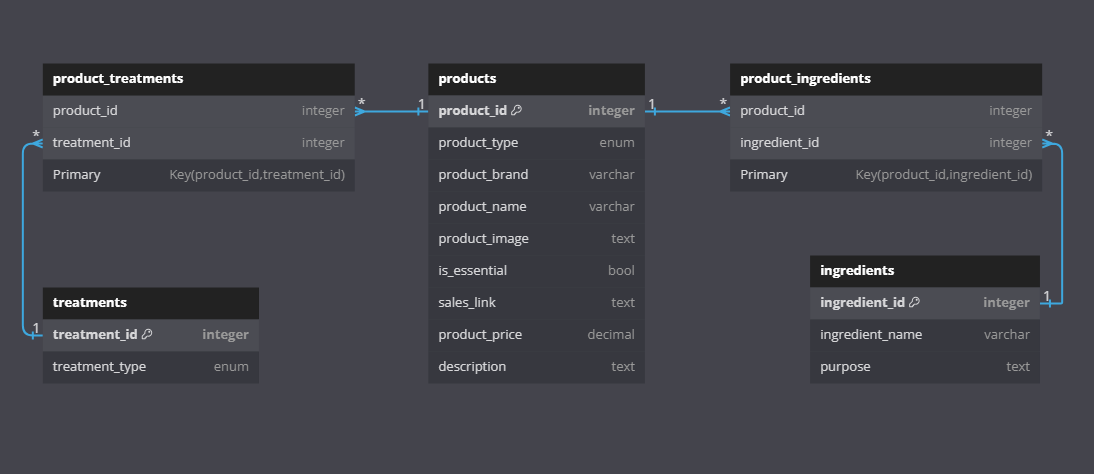 product_treatments
product_id integer
treatment_id integer
Primary Key(product_id,treatment_id)
* 1
*
products
product_id integer
product_type enum
product_brand varchar
product_name varchar
product_image text
is_essential bool
sales_link text
product_price decimal
description text
1 *
*
product_ingredients
product_id integer
ingredient_id integer
Primary Key(product_id,ingredient_id)
treatments
1
treatment_id integer
treatment_type enum
ingredients
ingredient_id integer
1
ingredient_name varchar
purpose text